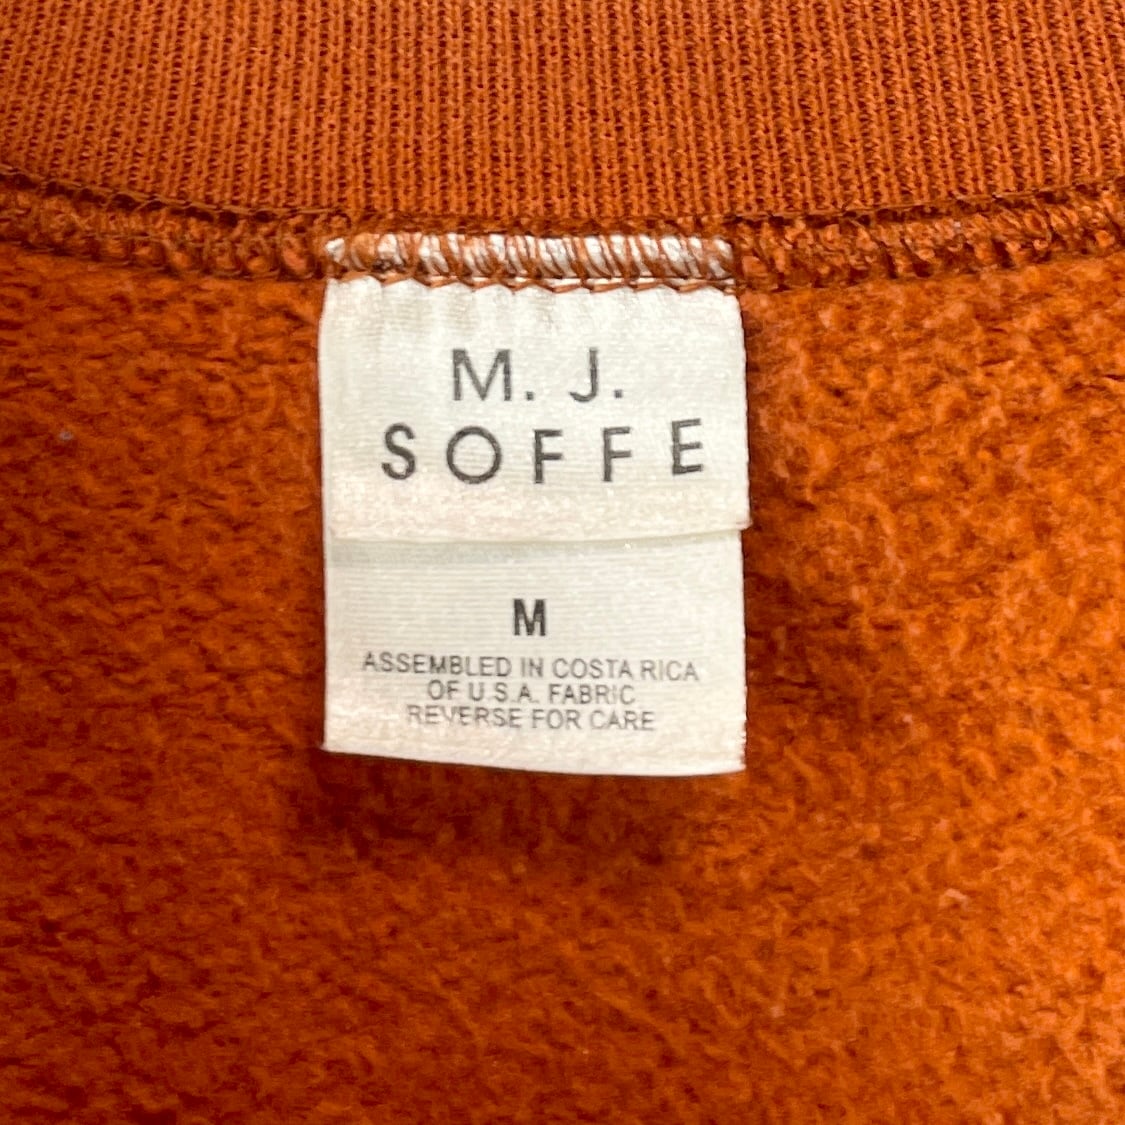 M. J.
SOFFE
M
ASSEMBLED IN COSTA RICA
OF U.S.A. FABRIC
REVERSE FOR CARE